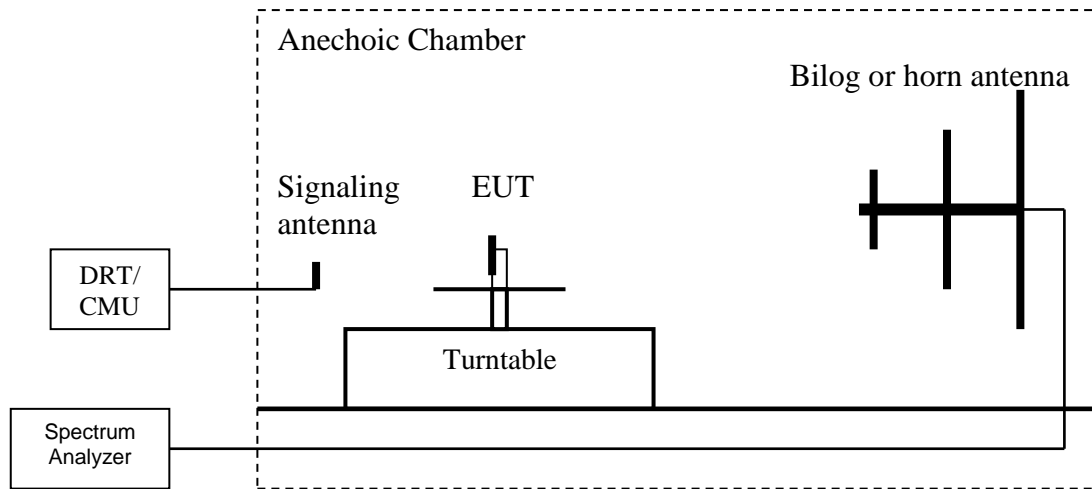 Anechoic Chamber
Bilog or horn antenna
Signaling
antenna
EUT
DRT/
CMU
Turntable
Spectrum
Analyzer